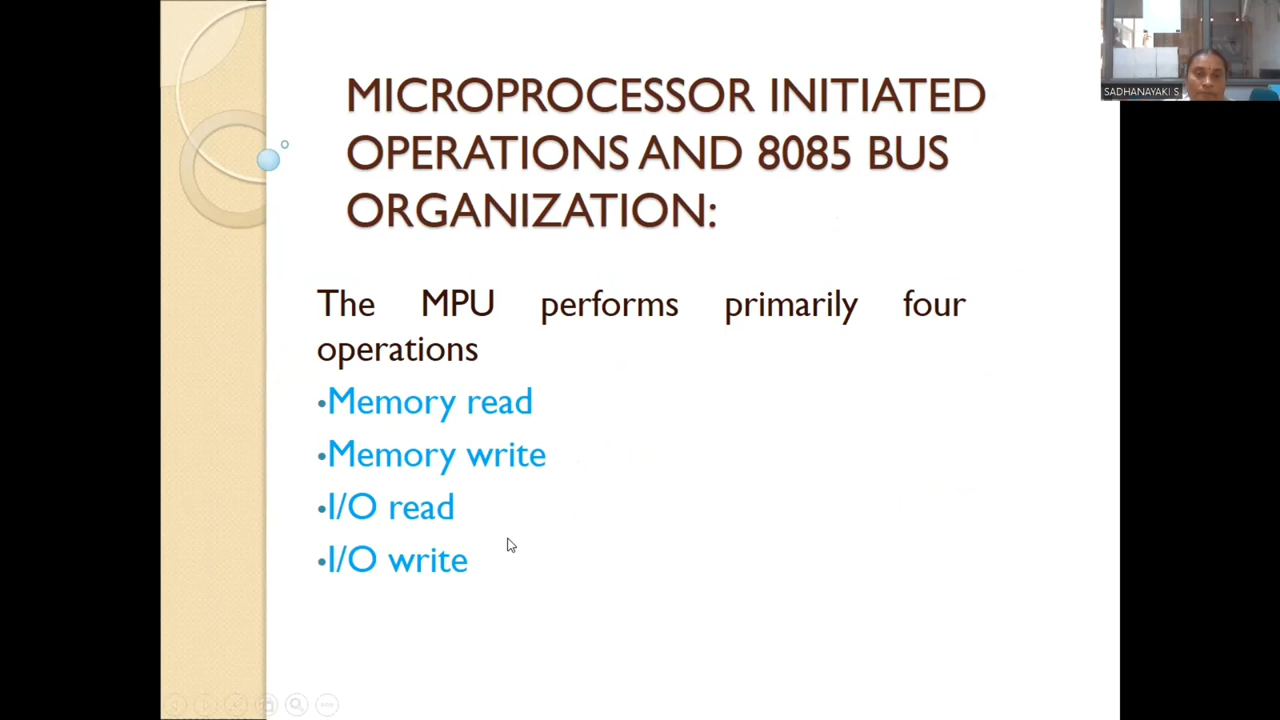 MICROPROCESSOR INITIATED
OPERATIONS AND 8085 BUS
ORGANIZATION:
The MPU performs primarily four
operations
•Memory read
•Memory write
•I/O read
•I/O write
SADHANAYAKI S